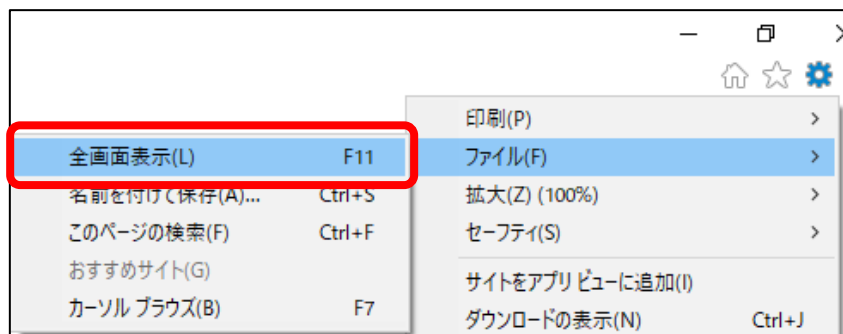 印刷(P)
全画面表示(L) F11
ファイル(F)
名前を付けて保存(A)... Ctrl+S
拡大(Z) (100%)
このページの検索(F) Ctrl+F
セーフティ(S)
おすすめサイト(G)
サイトをアプリ ビューに追加(I)
カーソル ブラウズ(B) F7
ダウンロードの表示(N) Ctrl+J